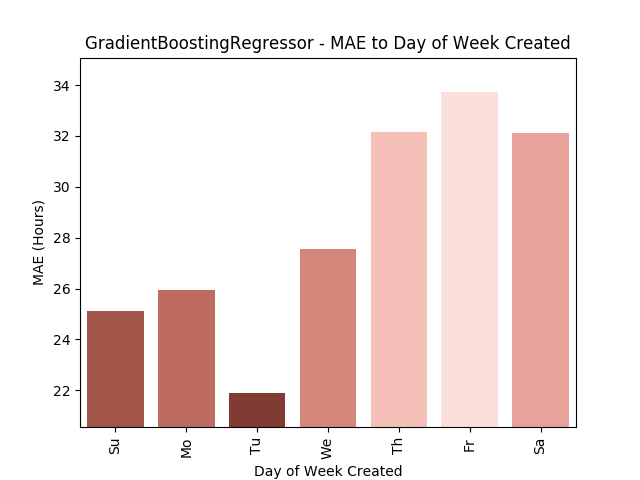 GradientBoostingRegressor - MAE to Day of Week Created
34
32
30
28
26
24
22
MAE (Hours)
Su
Mo
Tu
We
Th
Fr
Sa
Day of Week Created